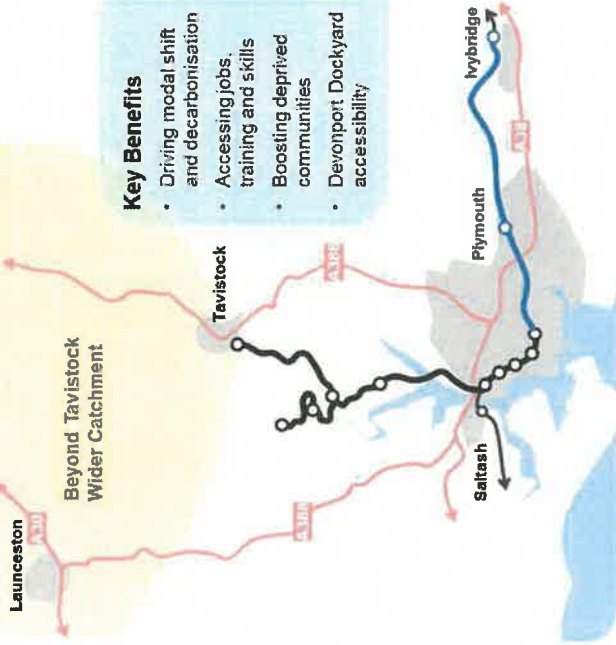 Launceston
A30
Beyond Tavistock
Wider Catchment
Tavistock
A388
Saltash
Plymouth
A38
Ivybridge
Key Benefits
• Driving modal shift
and decarbonisation
• Accessing jobs,
training and skills
• Boosting deprived
communities
• Devonport Dockyard
accessibility